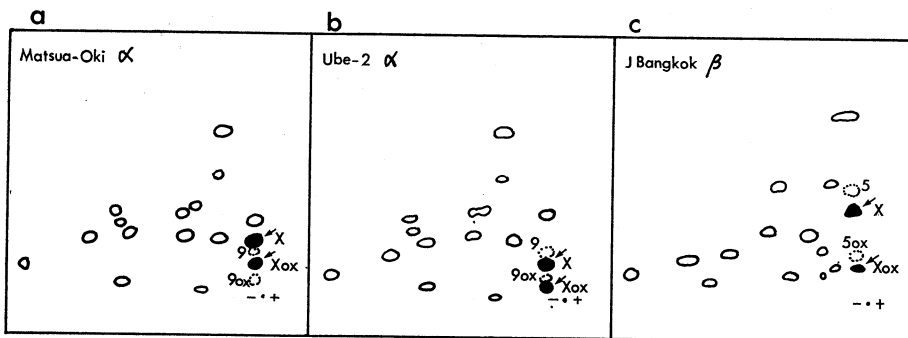 a
Matsua-Oki α
X
9
Xox
9ox
− • +
b
Ube-2 α
9
X
9ox
Xox
− • +
c
J Bangkok β
5
X
5ox
Xox
− • +